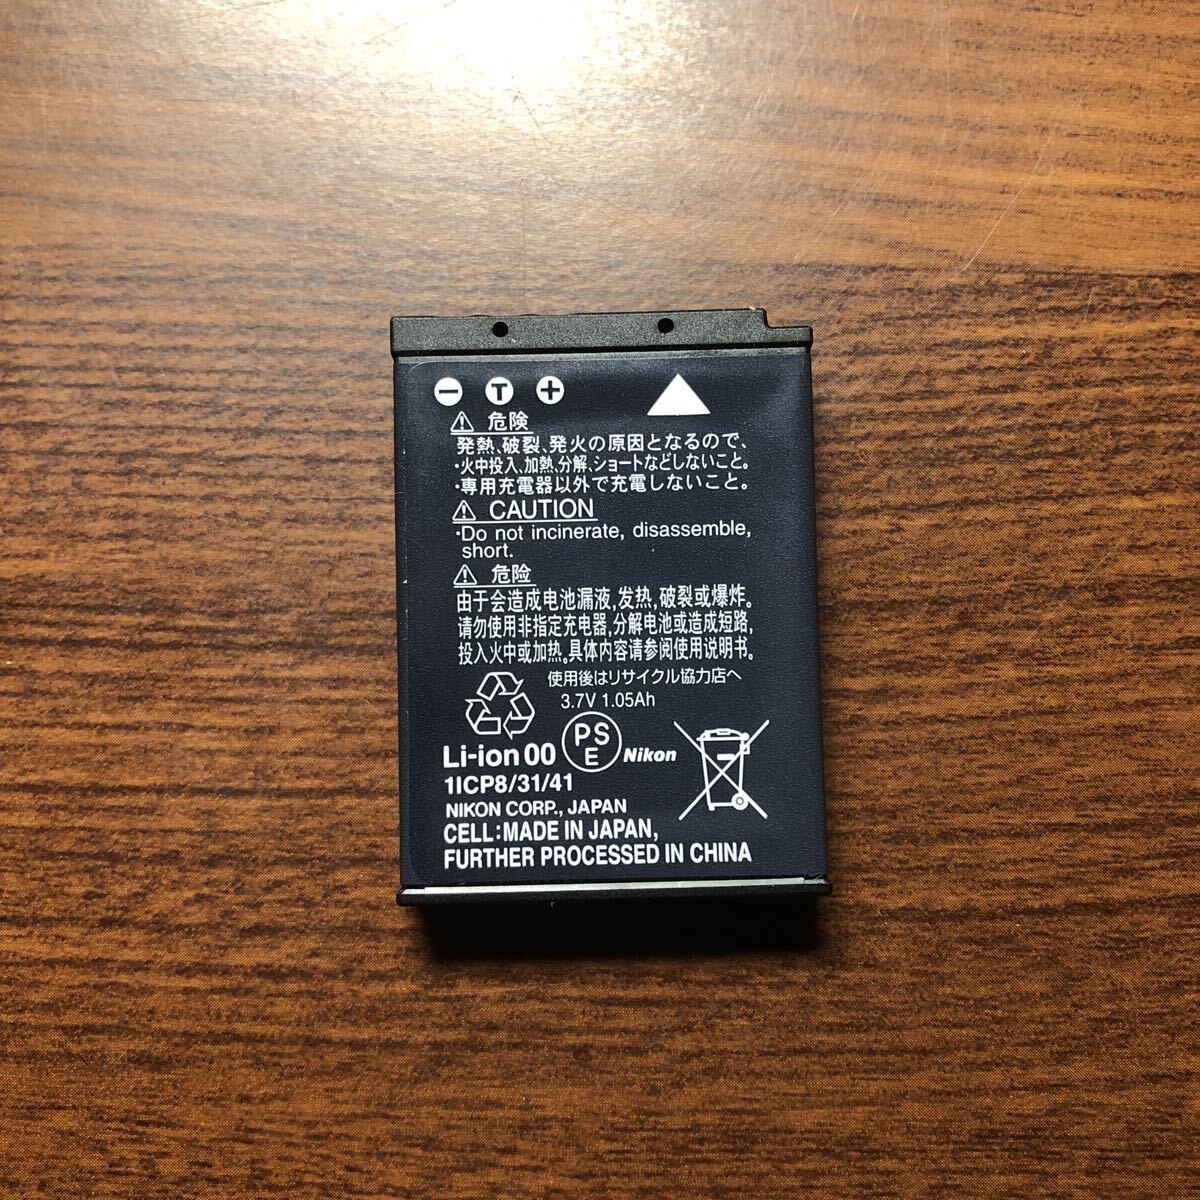 − T +
危険
発熱、破裂、発火の原因となるので、
・火中投入、加熱、分解、ショートなどしないこと。
・専用充電器以外で充電しないこと。
CAUTION
・Do not incinerate, disassemble,
short.
危险
由于会造成电池漏液,发热,破裂或爆炸。
请勿使用非指定充电器,分解电池或造成短路,
投入火中或加热。具体内容请参阅使用说明书。
使用後はリサイクル協力店へ
3.7V 1.05Ah
Li-ion 00 PSE Nikon
1ICP8/31/41
NIKON CORP., JAPAN
CELL:MADE IN JAPAN,
FURTHER PROCESSED IN CHINA